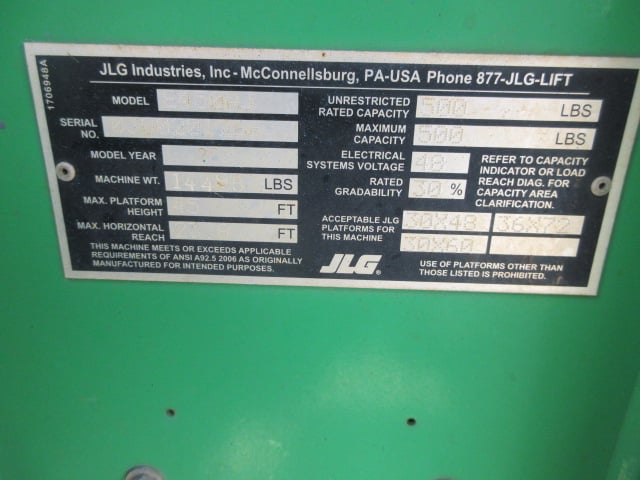 1706948A
JLG Industries, Inc - McConnellsburg, PA-USA Phone 877-JLG-LIFT
MODEL
SERIAL NO.
MODEL YEAR
MACHINE WT. LBS
MAX. PLATFORM HEIGHT FT
MAX. HORIZONTAL REACH FT
THIS MACHINE MEETS OR EXCEEDS APPLICABLE
REQUIREMENTS OF ANSI A92.5 2006 AS ORIGINALLY
MANUFACTURED FOR INTENDED PURPOSES.
UNRESTRICTED
RATED CAPACITY 500 LBS
MAXIMUM
CAPACITY 500 LBS
ELECTRICAL
SYSTEMS VOLTAGE 48
RATED
GRADABILITY 30 %
REFER TO CAPACITY
INDICATOR OR LOAD
REACH DIAG. FOR
CAPACITY AREA
CLARIFICATION.
ACCEPTABLE JLG
PLATFORMS FOR
THIS MACHINE
30X48 36X72
30X60
JLG®
USE OF PLATFORMS OTHER THAN
THOSE LISTED IS PROHIBITED.